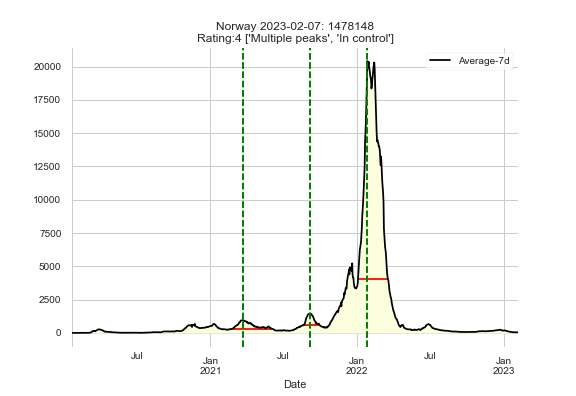 Norway 2023-02-07: 1478148
Rating:4 ['Multiple peaks', 'In control']
Average-7d
20000
17500
15000
12500
10000
7500
5000
2500
0
Jul
Jan
2021
Jul
Jan
2022
Jul
Jan
2023
Date